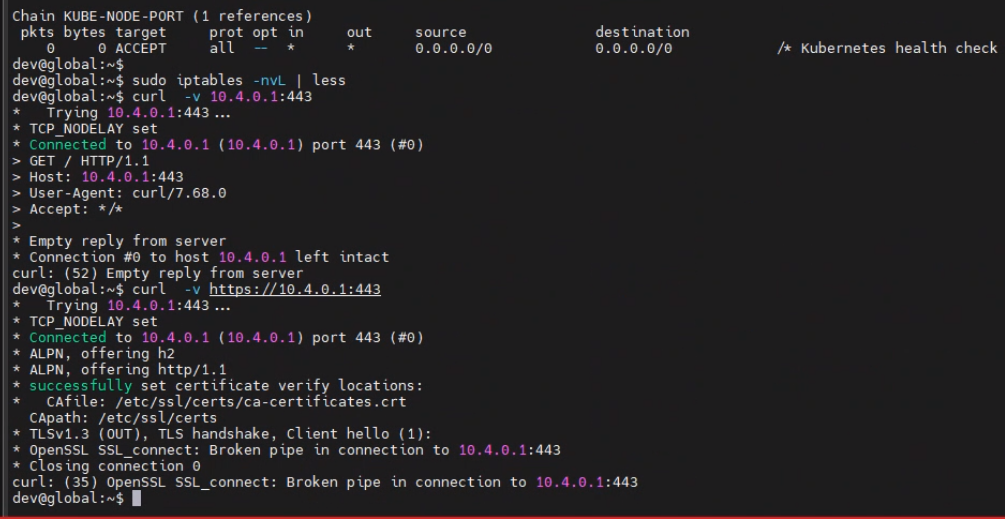 Chain KUBE-NODE-PORT (1 references)
pkts bytes target prot opt in out source destination
0 0 ACCEPT all -- * * 0.0.0.0/0 0.0.0.0/0 /* Kubernetes health check
dev@global:~$
dev@global:~$ sudo iptables -nvL | less
dev@global:~$ curl -v 10.4.0.1:443
* Trying 10.4.0.1:443...
* TCP_NODELAY set
* Connected to 10.4.0.1 (10.4.0.1) port 443 (#0)
> GET / HTTP/1.1
> Host: 10.4.0.1:443
> User-Agent: curl/7.68.0
> Accept: */*
>
* Empty reply from server
* Connection #0 to host 10.4.0.1 left intact
curl: (52) Empty reply from server
dev@global:~$ curl -v https://10.4.0.1:443
* Trying 10.4.0.1:443...
* TCP_NODELAY set
* Connected to 10.4.0.1 (10.4.0.1) port 443 (#0)
* ALPN, offering h2
* ALPN, offering http/1.1
* successfully set certificate verify locations:
* CAfile: /etc/ssl/certs/ca-certificates.crt
CApath: /etc/ssl/certs
* TLSv1.3 (OUT), TLS handshake, Client hello (1):
* OpenSSL SSL_connect: Broken pipe in connection to 10.4.0.1:443
* Closing connection 0
curl: (35) OpenSSL SSL_connect: Broken pipe in connection to 10.4.0.1:443
dev@global:~$